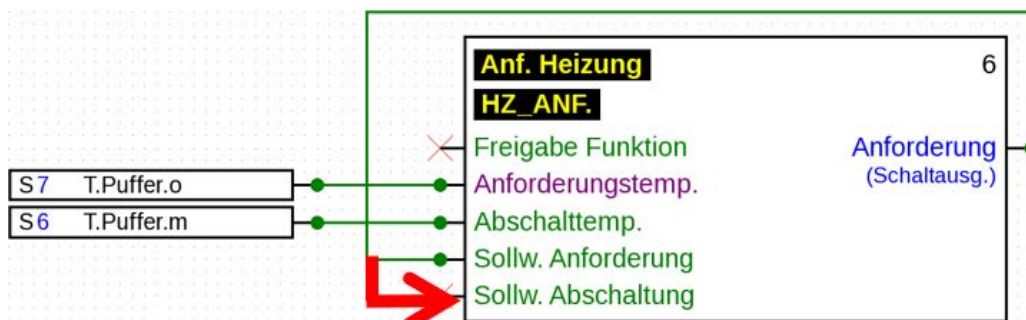 Anf. Heizung 6
HZ_ANF.
Freigabe Funktion Anforderung
(Schaltausg.)
S7 T.Puffer.o Anforderungstemp.
S6 T.Puffer.m Abschalttemp.
Sollw. Anforderung
Sollw. Abschaltung